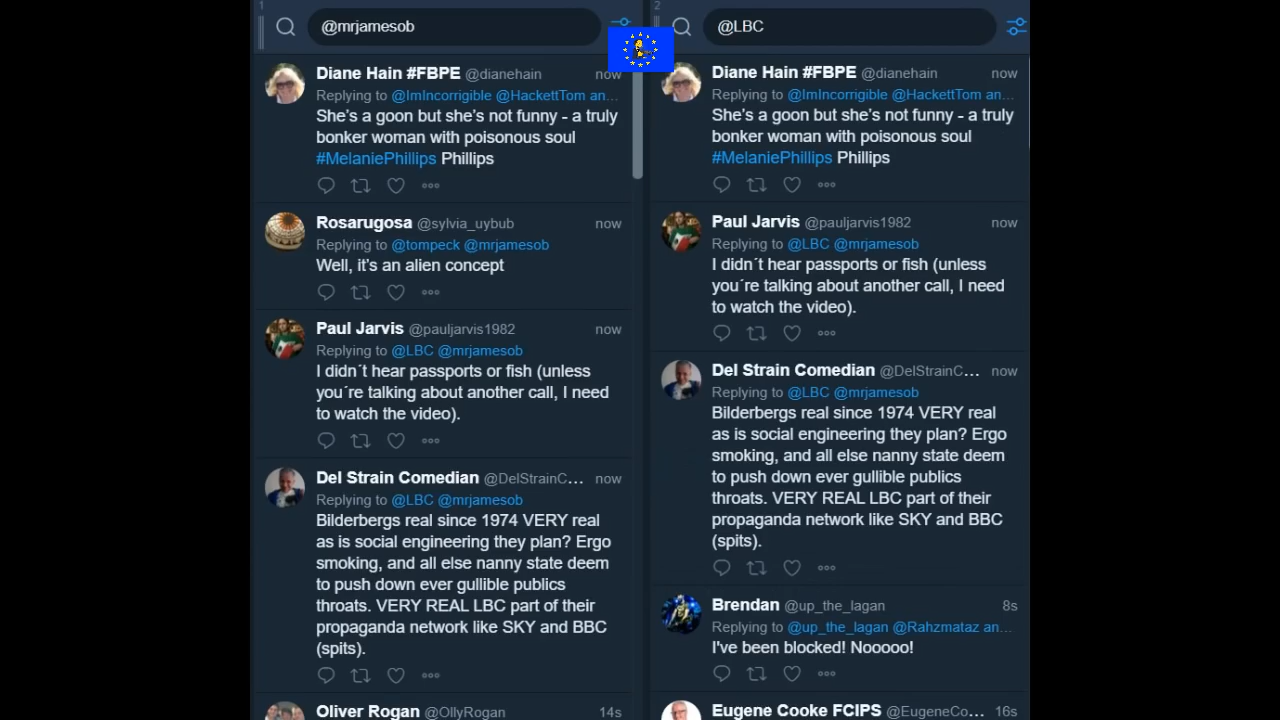 1
@mrjamesob
Diane Hain #FBPE @dianehain now
Replying to @ImIncorrigible @HackettTom an...
She's a goon but she's not funny - a truly
bonker woman with poisonous soul
#MelaniePhillips Phillips
Rosarugosa @sylvia_uybub now
Replying to @tompeck @mrjamesob
Well, it's an alien concept
Paul Jarvis @pauljarvis1982 now
Replying to @LBC @mrjamesob
I didn´t hear passports or fish (unless
you´re talking about another call, I need
to watch the video).
Del Strain Comedian @DelStrainC... now
Replying to @LBC @mrjamesob
Bilderbergs real since 1974 VERY real
as is social engineering they plan? Ergo
smoking, and all else nanny state deem
to push down ever gullible publics
throats. VERY REAL LBC part of their
propaganda network like SKY and BBC
(spits).
Oliver Rogan @OllyRogan 14s
2
@LBC
Diane Hain #FBPE @dianehain now
Replying to @ImIncorrigible @HackettTom an...
She's a goon but she's not funny - a truly
bonker woman with poisonous soul
#MelaniePhillips Phillips
Paul Jarvis @pauljarvis1982 now
Replying to @LBC @mrjamesob
I didn´t hear passports or fish (unless
you´re talking about another call, I need
to watch the video).
Del Strain Comedian @DelStrainC... now
Replying to @LBC @mrjamesob
Bilderbergs real since 1974 VERY real
as is social engineering they plan? Ergo
smoking, and all else nanny state deem
to push down ever gullible publics
throats. VERY REAL LBC part of their
propaganda network like SKY and BBC
(spits).
Brendan @up_the_lagan 8s
Replying to @up_the_lagan @Rahzmataz an...
I've been blocked! Nooooo!
Eugene Cooke FCIPS @EugeneCo... 16s